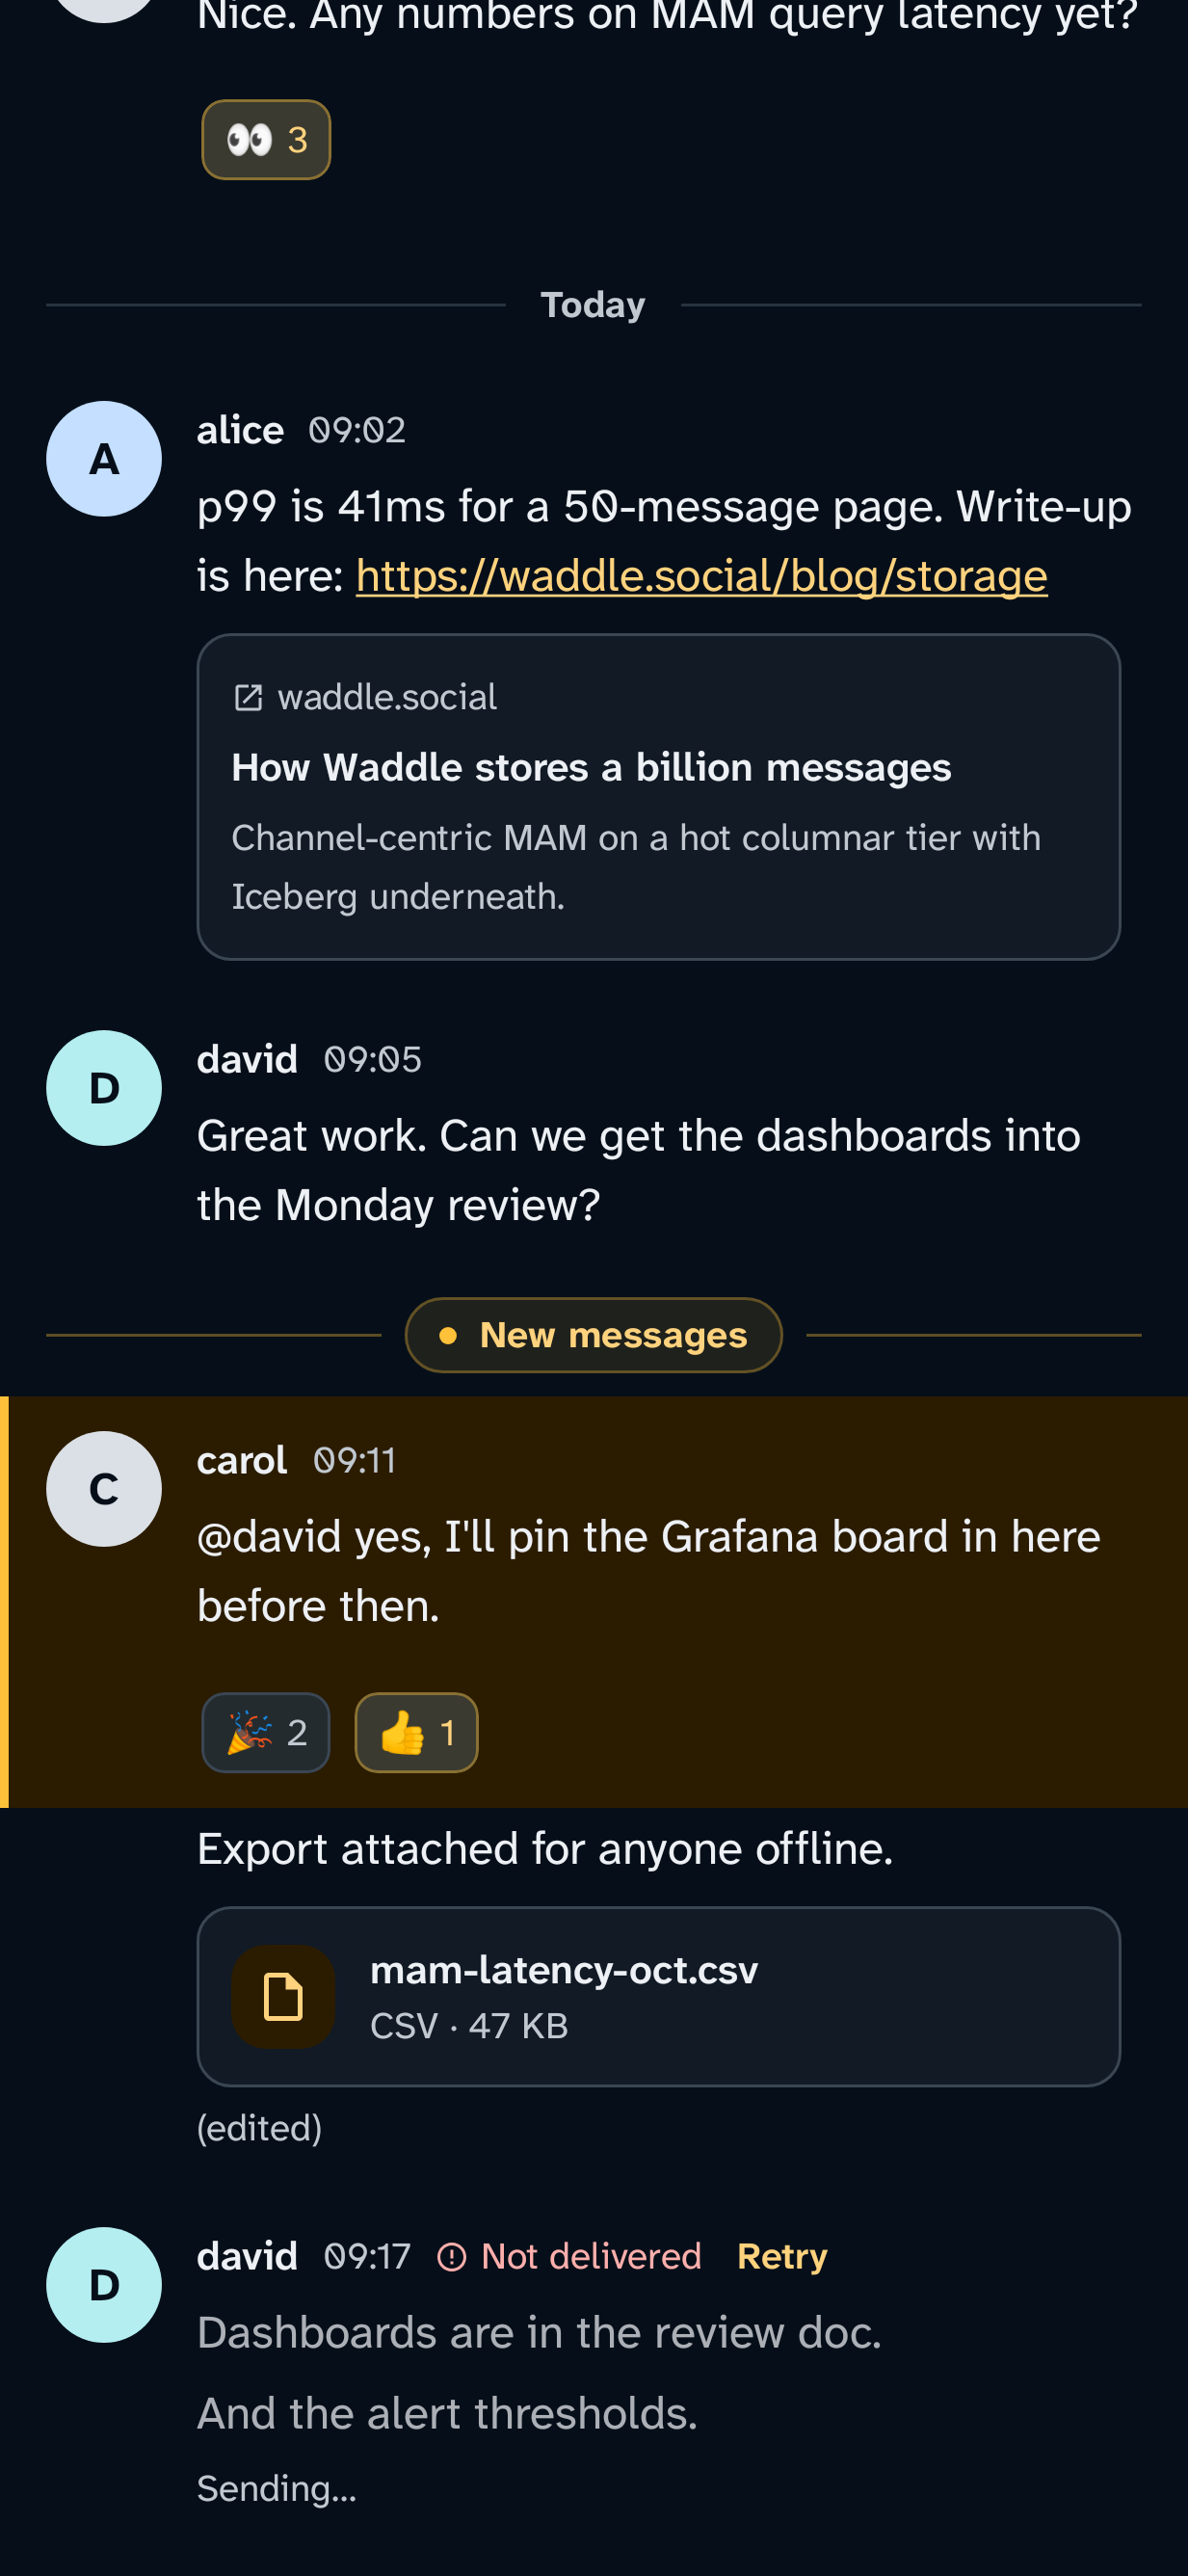 Nice. Any numbers on MAM query latency yet?
👀 3
Today
A
alice 09:02
p99 is 41ms for a 50-message page. Write-up
is here: https://waddle.social/blog/storage
waddle.social
How Waddle stores a billion messages
Channel-centric MAM on a hot columnar tier with
Iceberg underneath.
D
david 09:05
Great work. Can we get the dashboards into
the Monday review?
New messages
C
carol 09:11
@david yes, I'll pin the Grafana board in here
before then.
🎉 2 👍 1
Export attached for anyone offline.
mam-latency-oct.csv
CSV · 47 KB
(edited)
D
david 09:17 Not delivered Retry
Dashboards are in the review doc.
And the alert thresholds.
Sending…